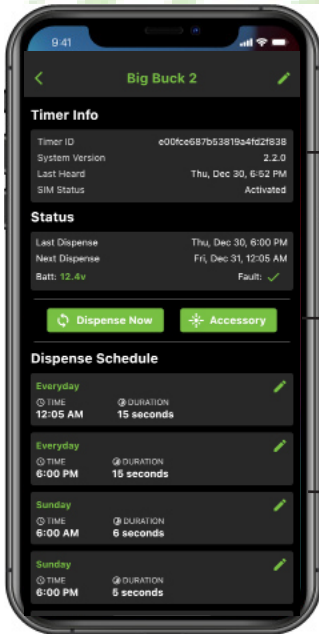 9:41
Big Buck 2
Timer Info
Timer ID e00fce687b53819a4fd2f838
System Version 2.2.0
Last Heard Thu, Dec 30, 6:52 PM
SIM Status Activated
Status
Last Dispense Thu, Dec 30, 6:00 PM
Next Dispense Fri, Dec 31, 12:05 AM
Batt: 12.4v Fault:
Dispense Now Accessory
Dispense Schedule
Everyday
TIME DURATION
12:05 AM 15 seconds
Everyday
TIME DURATION
6:00 PM 15 seconds
Sunday
TIME DURATION
6:00 AM 6 seconds
Sunday
TIME DURATION
6:00 PM 5 seconds